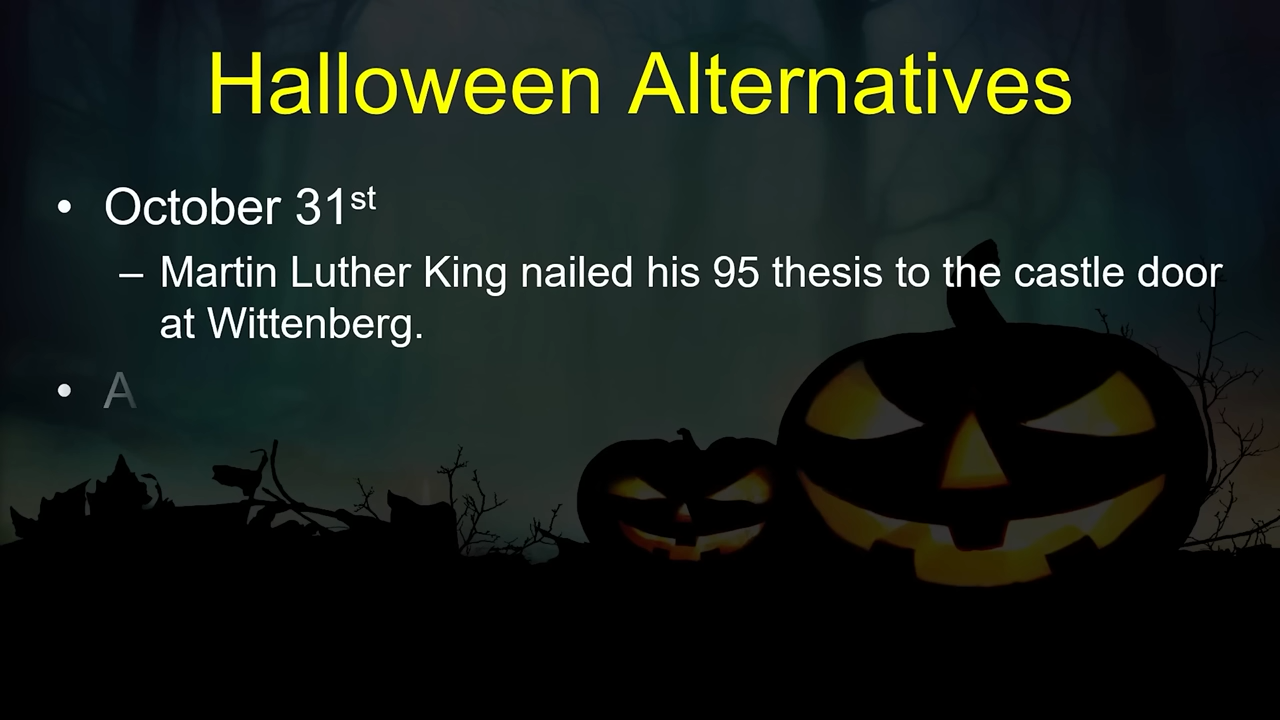 Halloween Alternatives
• October 31st
– Martin Luther King nailed his 95 thesis to the castle door
at Wittenberg.
• A